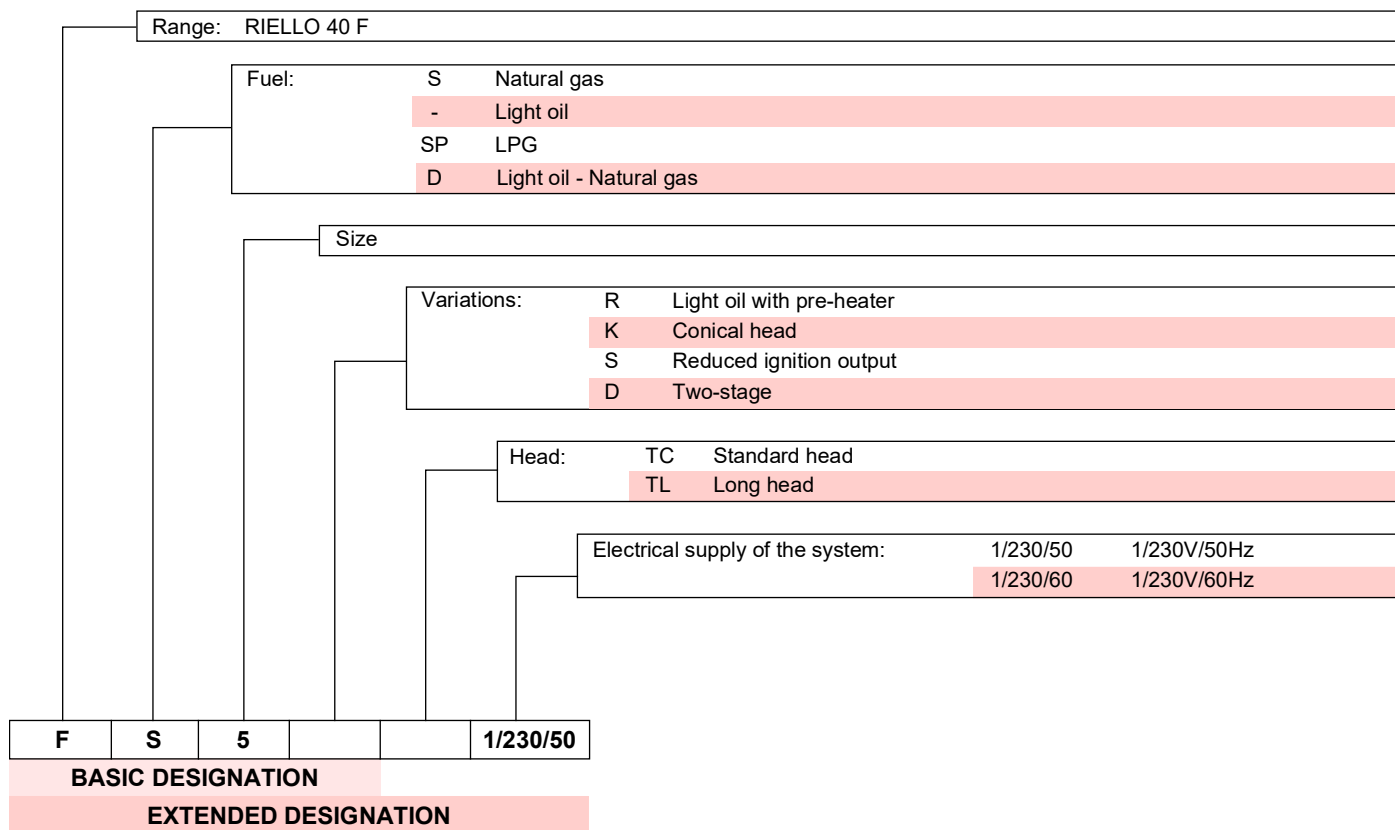 Range: RIELLO 40 F
Fuel: S Natural gas
- Light oil
SP LPG
D Light oil - Natural gas
Size
Variations: R Light oil with pre-heater
K Conical head
S Reduced ignition output
D Two-stage
Head: TC Standard head
TL Long head
Electrical supply of the system: 1/230/50 1/230V/50Hz
1/230/60 1/230V/60Hz
F S 5 1/230/50
BASIC DESIGNATION
EXTENDED DESIGNATION